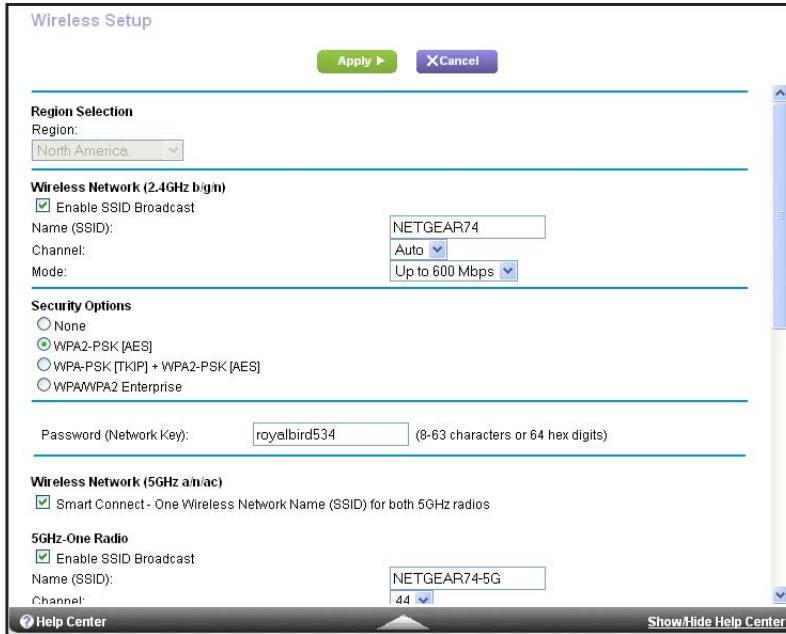 Wireless Setup
Apply
Cancel
Region Selection
Region:
North America
Wireless Network (2.4GHz b/g/n)
Enable SSID Broadcast
Name (SSID): NETGEAR74
Channel: Auto
Mode: Up to 600 Mbps
Security Options
None
WPA2-PSK [AES]
WPA-PSK [TKIP] + WPA2-PSK [AES]
WPA/WPA2 Enterprise
Password (Network Key): royalbird534 (8-63 characters or 64 hex digits)
Wireless Network (5GHz a/n/ac)
Smart Connect - One Wireless Network Name (SSID) for both 5GHz radios
5GHz-One Radio
Enable SSID Broadcast
Name (SSID): NETGEAR74-5G
Channel: 44
Help Center Show/Hide Help Center